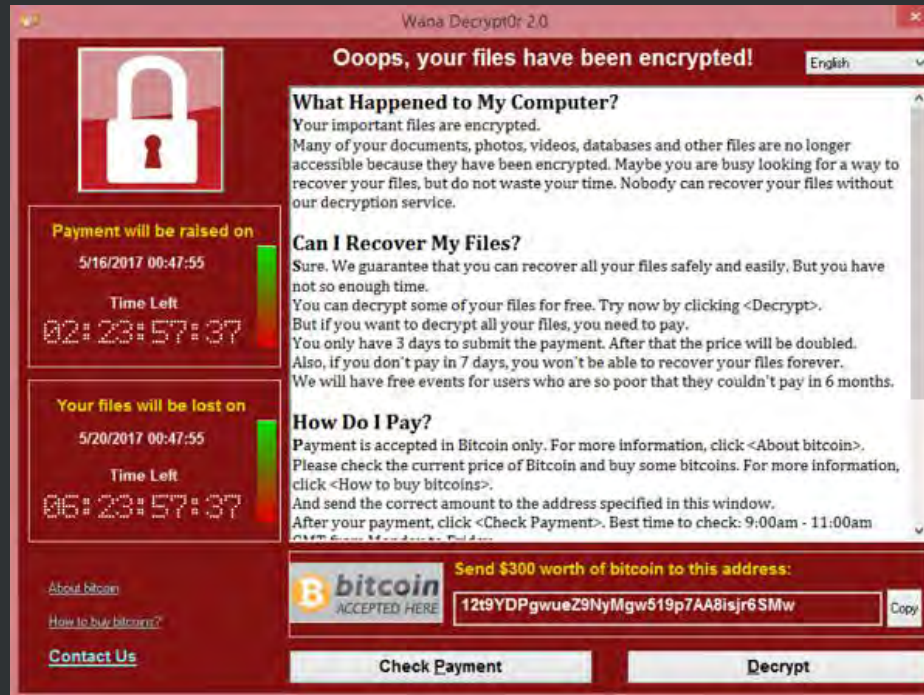 Wana Decrypt0r 2.0
Ooops, your files have been encrypted!
English
What Happened to My Computer?
Your important files are encrypted.
Many of your documents, photos, videos, databases and other files are no longer
accessible because they have been encrypted. Maybe you are busy looking for a way to
recover your files, but do not waste your time. Nobody can recover your files without
our decryption service.
Can I Recover My Files?
Sure. We guarantee that you can recover all your files safely and easily. But you have
not so enough time.
You can decrypt some of your files for free. Try now by clicking <Decrypt>.
But if you want to decrypt all your files, you need to pay.
You only have 3 days to submit the payment. After that the price will be doubled.
Also, if you don't pay in 7 days, you won't be able to recover your files forever.
We will have free events for users who are so poor that they couldn't pay in 6 months.
How Do I Pay?
Payment is accepted in Bitcoin only. For more information, click <About bitcoin>.
Please check the current price of Bitcoin and buy some bitcoins. For more information,
click <How to buy bitcoins>.
And send the correct amount to the address specified in this window.
After your payment, click <Check Payment>. Best time to check: 9:00am - 11:00am
GMT from Monday to Friday.
Payment will be raised on
5/16/2017 00:47:55
Time Left
02:23:57:37
Your files will be lost on
5/20/2017 00:47:55
Time Left
06:23:57:37
About bitcoin
How to buy bitcoins?
Contact Us
bitcoin
ACCEPTED HERE
Send $300 worth of bitcoin to this address:
12t9YDPgwueZ9NyMgw519p7AA8isjr6SMw
Copy
Check Payment
Decrypt